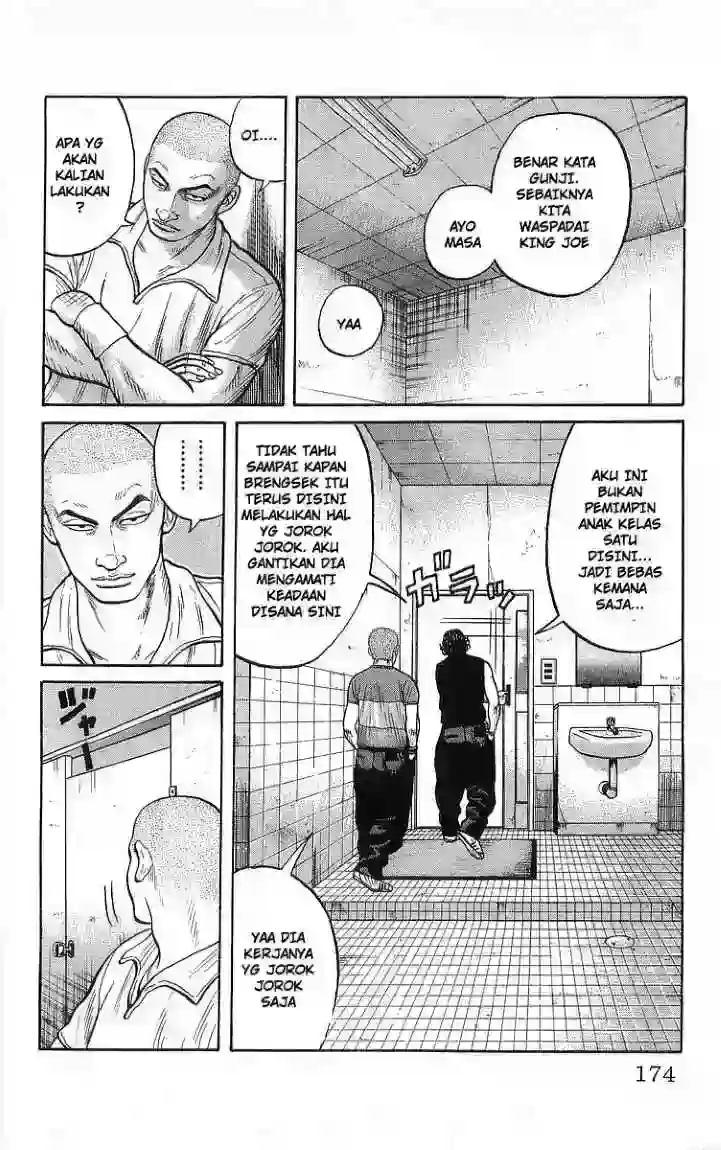 BENAR KATA
GUNJI.
SEBAIKNYA
KITA
WASPADAI
KING JOE
AYO
MASA
YAA
OI....
APA YG
AKAN
KALIAN
LAKUKAN
?
AKU INI
BUKAN
PEMIMPIN
ANAK KELAS
SATU
DISINI...
JADI BEBAS
KEMANA
SAJA...
ガラッ
TIDAK TAHU
SAMPAI KAPAN
BRENGSEK ITU
TERUS DISINI
MELAKUKAN HAL
YG JOROK
JOROK. AKU
GANTIKAN DIA
MENGAMATI
KEADAAN
DISANA SINI
YAA DIA
KERJANYA
YG JOROK
JOROK
SAJA
......
......
ジャー
174